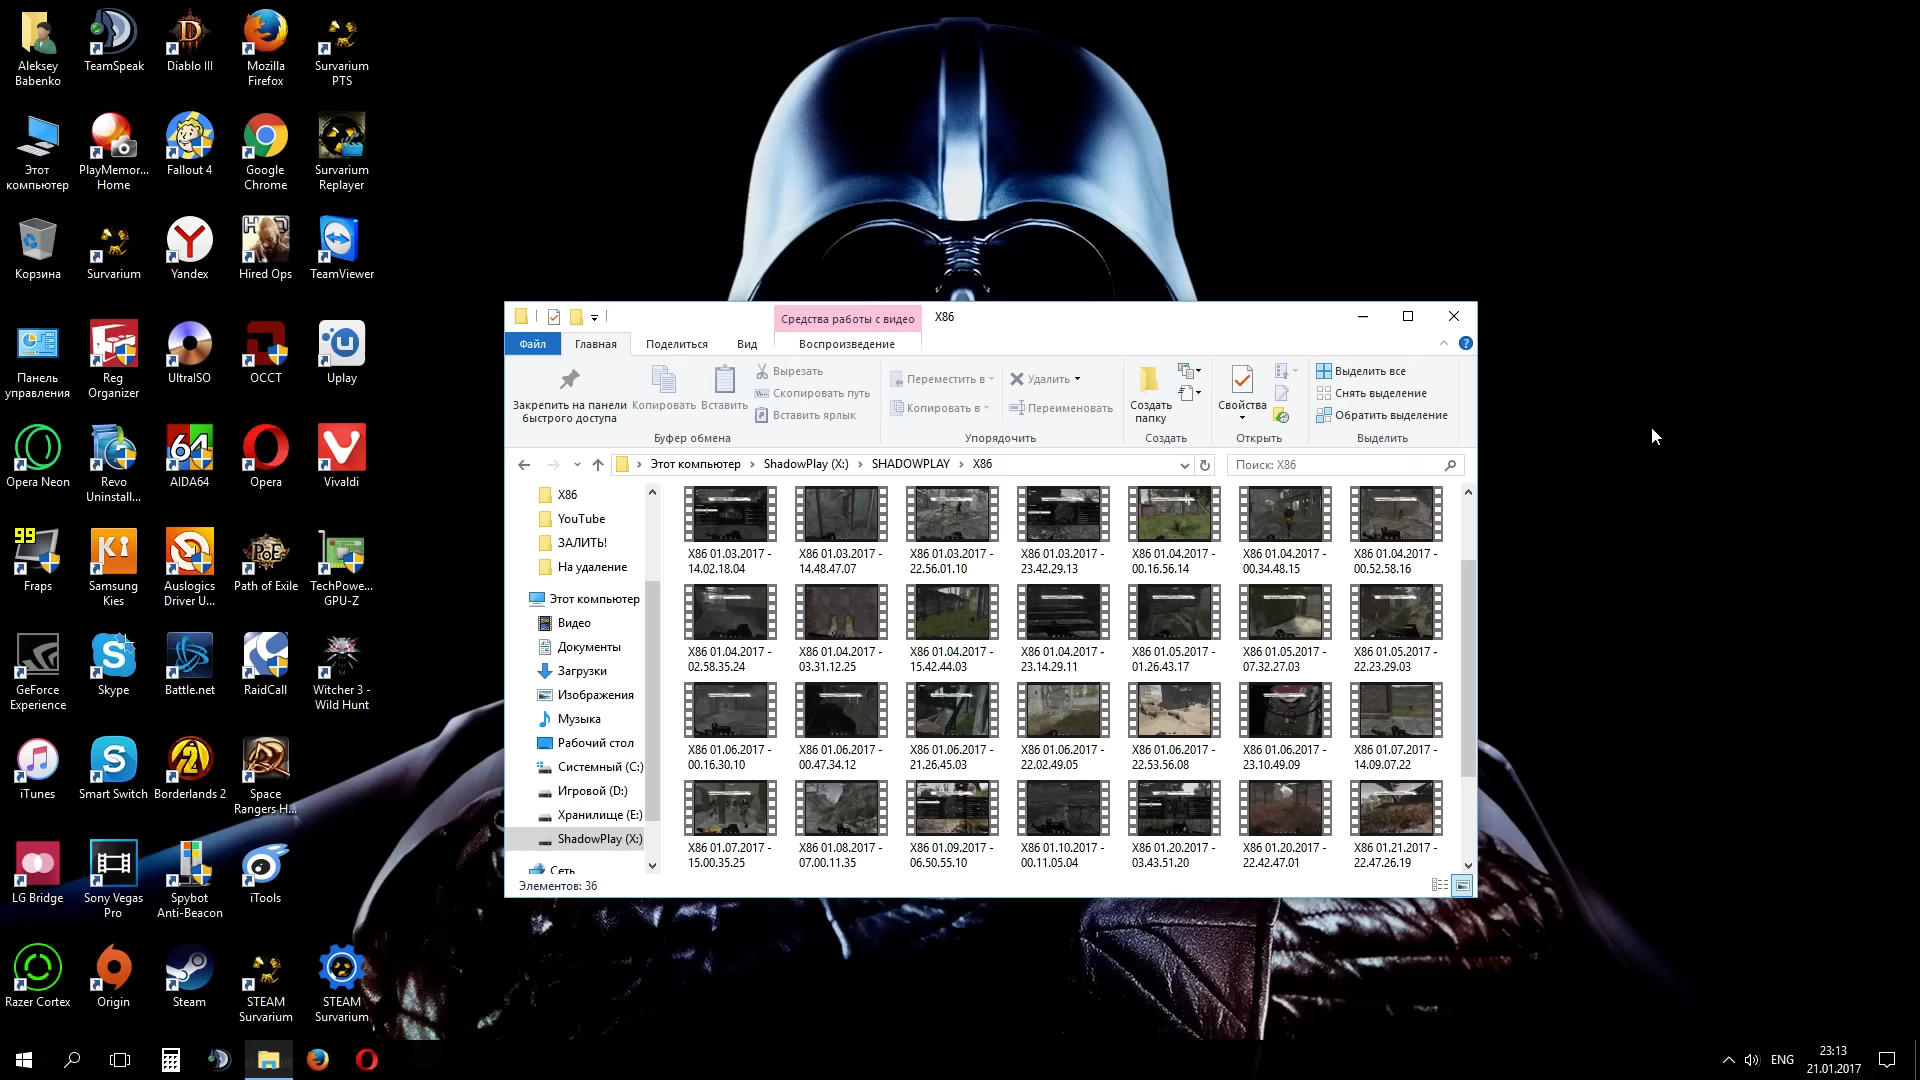 Aleksey
Babenko
TeamSpeak
Diablo III
Mozilla
Firefox
Survarium
PTS
Этот
компьютер
PlayMemor...
Home
Fallout 4
Google
Chrome
Survarium
Replayer
Корзина
Survarium
Yandex
Hired Ops
TeamViewer
Панель
управления
Reg
Organizer
UltraISO
OCCT
Uplay
Opera Neon
Revo
Uninstall...
64
AIDA64
Opera
Vivaldi
99
Fraps
Samsung
Kies
Auslogics
Driver U...
Path of Exile
TechPowe...
GPU-Z
GeForce
Experience
Skype
Battle.net
RaidCall
Witcher 3 -
Wild Hunt
iTunes
Smart Switch
Borderlands 2
Space
Rangers H...
LG Bridge
Sony Vegas
Pro
Spybot
Anti-Beacon
iTools
Razer Cortex
Origin
Steam
STEAM
Survarium
STEAM
Survarium
Средства работы с видео
X86
Файл
Главная
Поделиться
Вид
Воспроизведение
Закрепить на панели
быстрого доступа
Копировать
Вставить
Вырезать
Скопировать путь
Вставить ярлык
Буфер обмена
Переместить в
Копировать в
Удалить
Переименовать
Упорядочить
Создать
папку
Создать
Свойства
Открыть
Выделить все
Снять выделение
Обратить выделение
Выделить
Этот компьютер > ShadowPlay (X:) > SHADOWPLAY > X86
Поиск: X86
X86
YouTube
ЗАЛИТЬ!
На удаление
Этот компьютер
Видео
Документы
Загрузки
Изображения
Музыка
Рабочий стол
Системный (C:)
Игровой (D:)
Хранилище (E:)
ShadowPlay (X:)
Сеть
X86 01.03.2017 -
14.02.18.04
X86 01.03.2017 -
14.48.47.07
X86 01.03.2017 -
22.56.01.10
X86 01.03.2017 -
23.42.29.13
X86 01.04.2017 -
00.16.56.14
X86 01.04.2017 -
00.34.48.15
X86 01.04.2017 -
00.52.58.16
X86 01.04.2017 -
02.58.35.24
X86 01.04.2017 -
03.31.12.25
X86 01.04.2017 -
15.42.44.03
X86 01.04.2017 -
23.14.29.11
X86 01.05.2017 -
01.26.43.17
X86 01.05.2017 -
07.32.27.03
X86 01.05.2017 -
22.23.29.03
X86 01.06.2017 -
00.16.30.10
X86 01.06.2017 -
00.47.34.12
X86 01.06.2017 -
21.26.45.03
X86 01.06.2017 -
22.02.49.05
X86 01.06.2017 -
22.53.56.08
X86 01.06.2017 -
23.10.49.09
X86 01.07.2017 -
14.09.07.22
X86 01.07.2017 -
15.00.35.25
X86 01.08.2017 -
07.00.11.35
X86 01.09.2017 -
06.50.55.10
X86 01.10.2017 -
00.11.05.04
X86 01.20.2017 -
03.43.51.20
X86 01.20.2017 -
22.42.47.01
X86 01.21.2017 -
22.47.26.19
Элементов: 36
ENG
23:13
21.01.2017